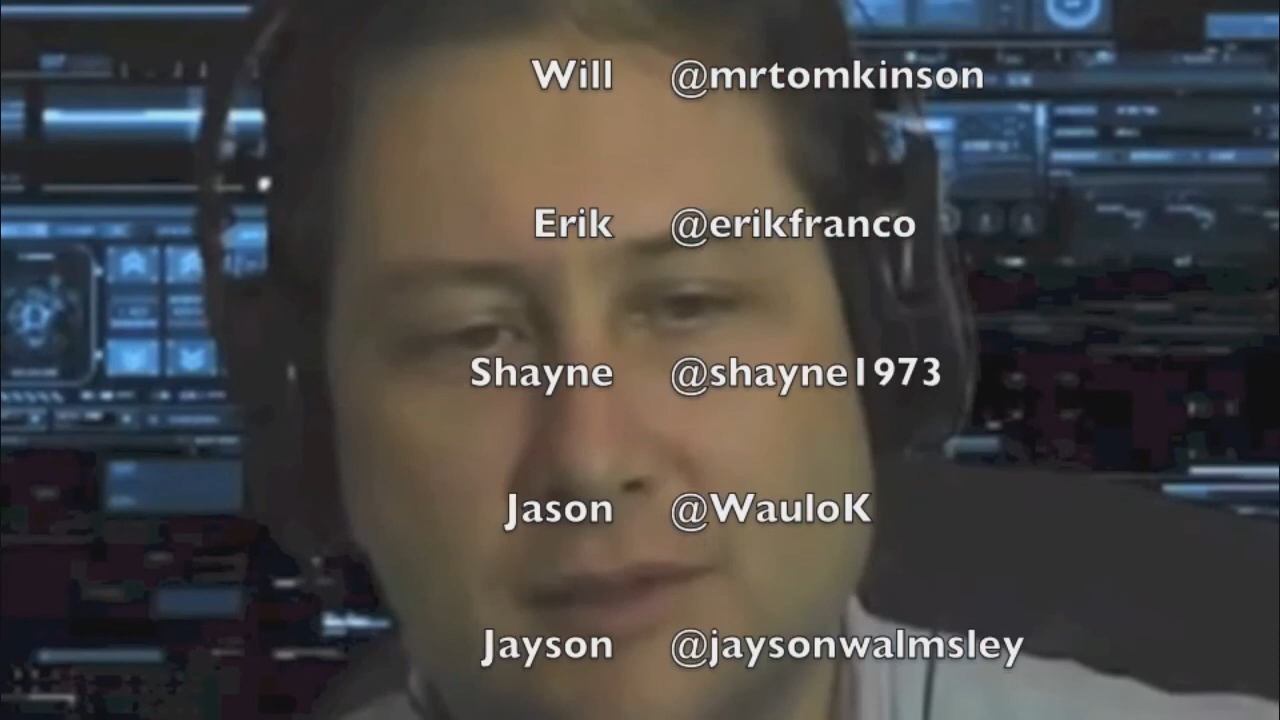 Will @mrtomkinson
Erik @erikfranco
Shayne @shayne1973
Jason @WauloK
Jayson @jaysonwalmsley